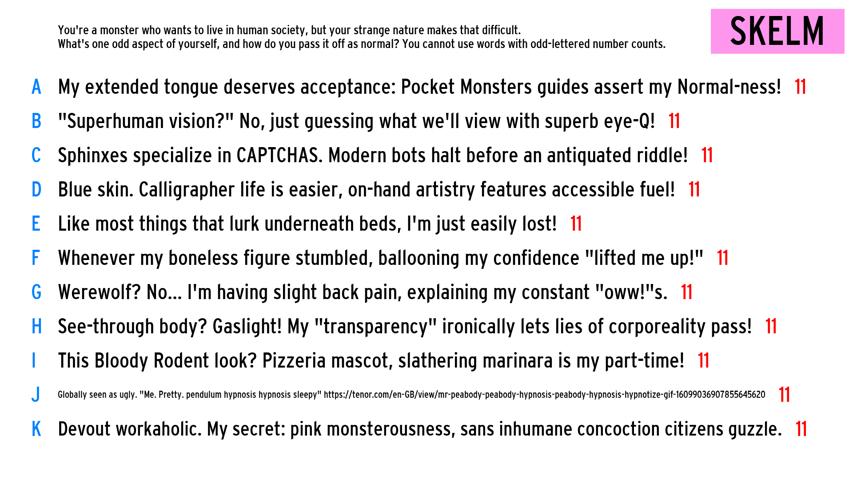 You're a monster who wants to live in human society, but your strange nature makes that difficult.
What's one odd aspect of yourself, and how do you pass it off as normal? You cannot use words with odd-lettered number counts.
SKELM
A My extended tongue deserves acceptance: Pocket Monsters guides assert my Normal-ness! 11
B "Superhuman vision?" No, just guessing what we'll view with superb eye-Q! 11
C Sphinxes specialize in CAPTCHAS. Modern bots halt before an antiquated riddle! 11
D Blue skin. Calligrapher life is easier, on-hand artistry features accessible fuel! 11
E Like most things that lurk underneath beds, I'm just easily lost! 11
F Whenever my boneless figure stumbled, ballooning my confidence "lifted me up!" 11
G Werewolf? No... I'm having slight back pain, explaining my constant "oww!"s. 11
H See-through body? Gaslight! My "transparency" ironically lets lies of corporeality pass! 11
I This Bloody Rodent look? Pizzeria mascot, slathering marinara is my part-time! 11
J Globally seen as ugly. "Me. Pretty. pendulum hypnosis hypnosis sleepy" https://tenor.com/en-GB/view/mr-peabody-peabody-hypnosis-peabody-hypnosis-hypnotize-gif-16099036907855645620 11
K Devout workaholic. My secret: pink monsterousness, sans inhumane concoction citizens guzzle. 11